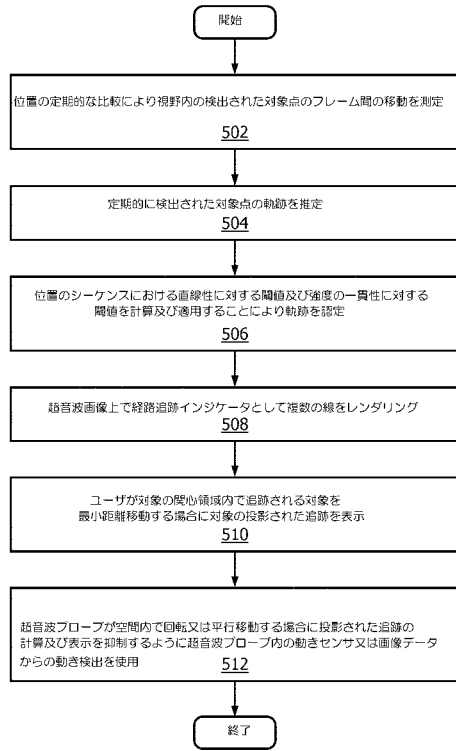 開始
位置の定期的な比較により視野内の検出された対象点のフレーム間の移動を測定
502
定期的に検出された対象点の軌跡を推定
504
位置のシーケンスにおける直線性に対する閾値及び強度の一貫性に対する
閾値を計算及び適用することにより軌跡を認定
506
超音波画像上で経路追跡インジケータとして複数の線をレンダリング
508
ユーザが対象の関心領域内で追跡される対象を
最小距離移動する場合に対象の投影された追跡を表示
510
超音波プローブが空間内で回転又は平行移動する場合に投影された追跡の
計算及び表示を抑制するように超音波プローブ内の動きセンサ又は画像データ
からの動き検出を使用
512
終了